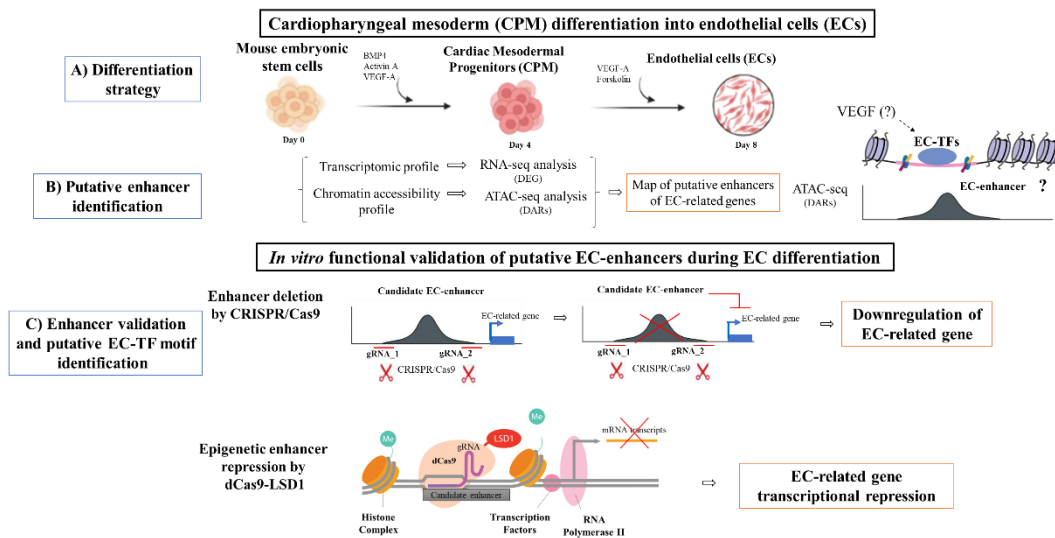 Cardiopharyngeal mesoderm (CPM) differentiation into endothelial cells (ECs)
A) Differentiation
strategy
Mouse embryonic
stem cells
Day 0
BMP4
Activin A
VEGF-A
Cardiac Mesodermal
Progenitors (CPM)
Day 4
VEGF-A
Forskolin
Endothelial cells (ECs)
Day 8
B) Putative enhancer
identification
Transcriptomic profile
RNA-seq analysis
(DEG)
Chromatin accessibility
profile
ATAC-seq analysis
(DARs)
Map of putative enhancers
of EC-related genes
VEGF (?)
EC-TFs
EC-enhancer
?
ATAC-seq
(DARs)
In vitro functional validation of putative EC-enhancers during EC differentiation
C) Enhancer validation
and putative EC-TF motif
identification
Enhancer deletion
by CRISPR/Cas9
Candidate EC-enhancer
EC-related gene
gRNA_1
gRNA_2
CRISPR/Cas9
Candidate EC-enhancer
EC-related gene
gRNA_1
gRNA_2
CRISPR/Cas9
Downregulation of
EC-related gene
Epigenetic enhancer
repression by
dCas9-LSD1
Me
gRNA
LSD1
dCas9
Me
mRNA transcripts
Candidate enhancer
Histone
Complex
Transcription
Factors
RNA
Polymerase II
EC-related gene
transcriptional repression